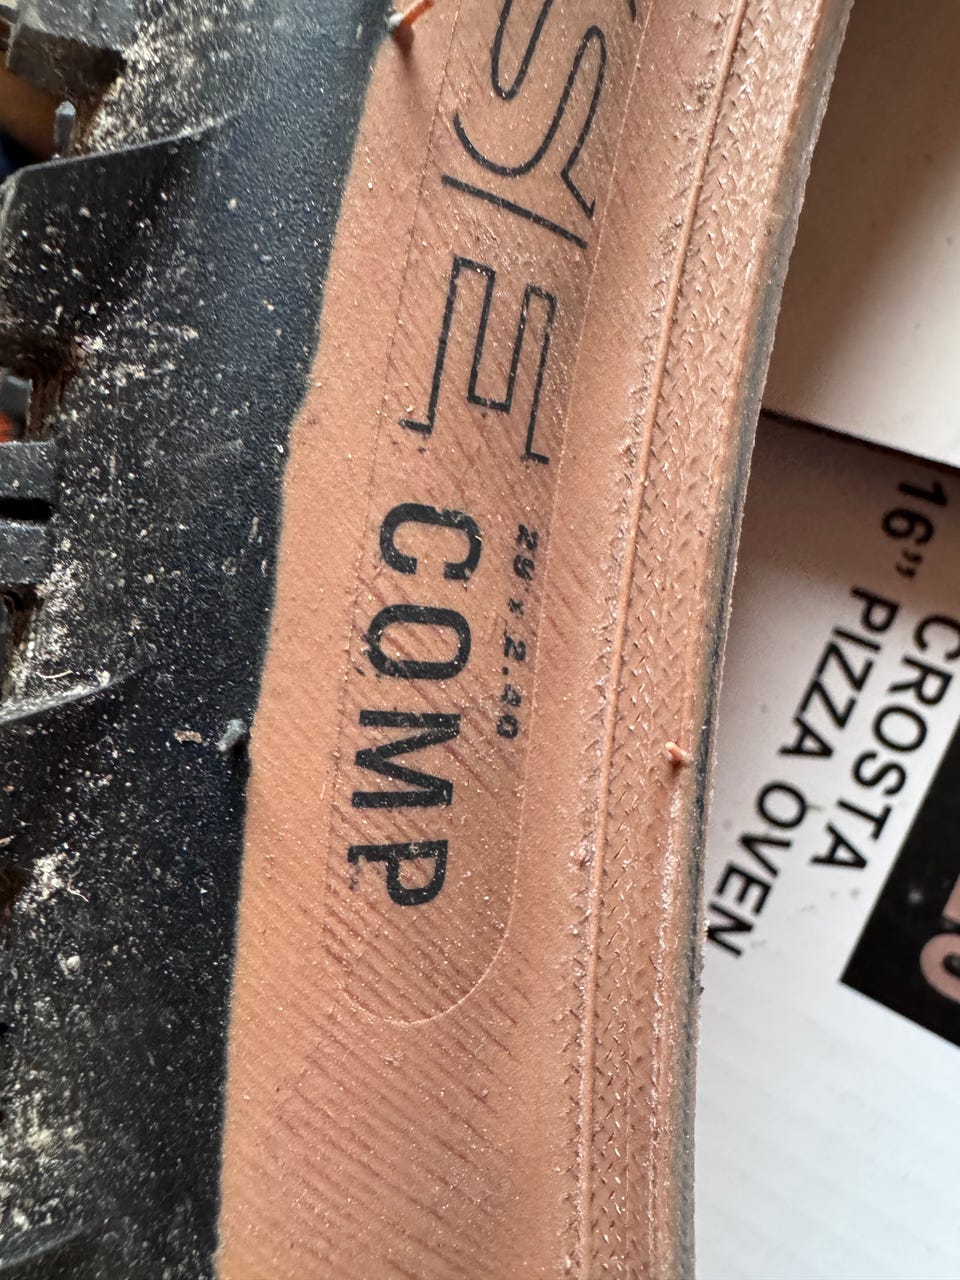 29 x 2.40
COMP
CROSTA
16” PIZZA OVEN